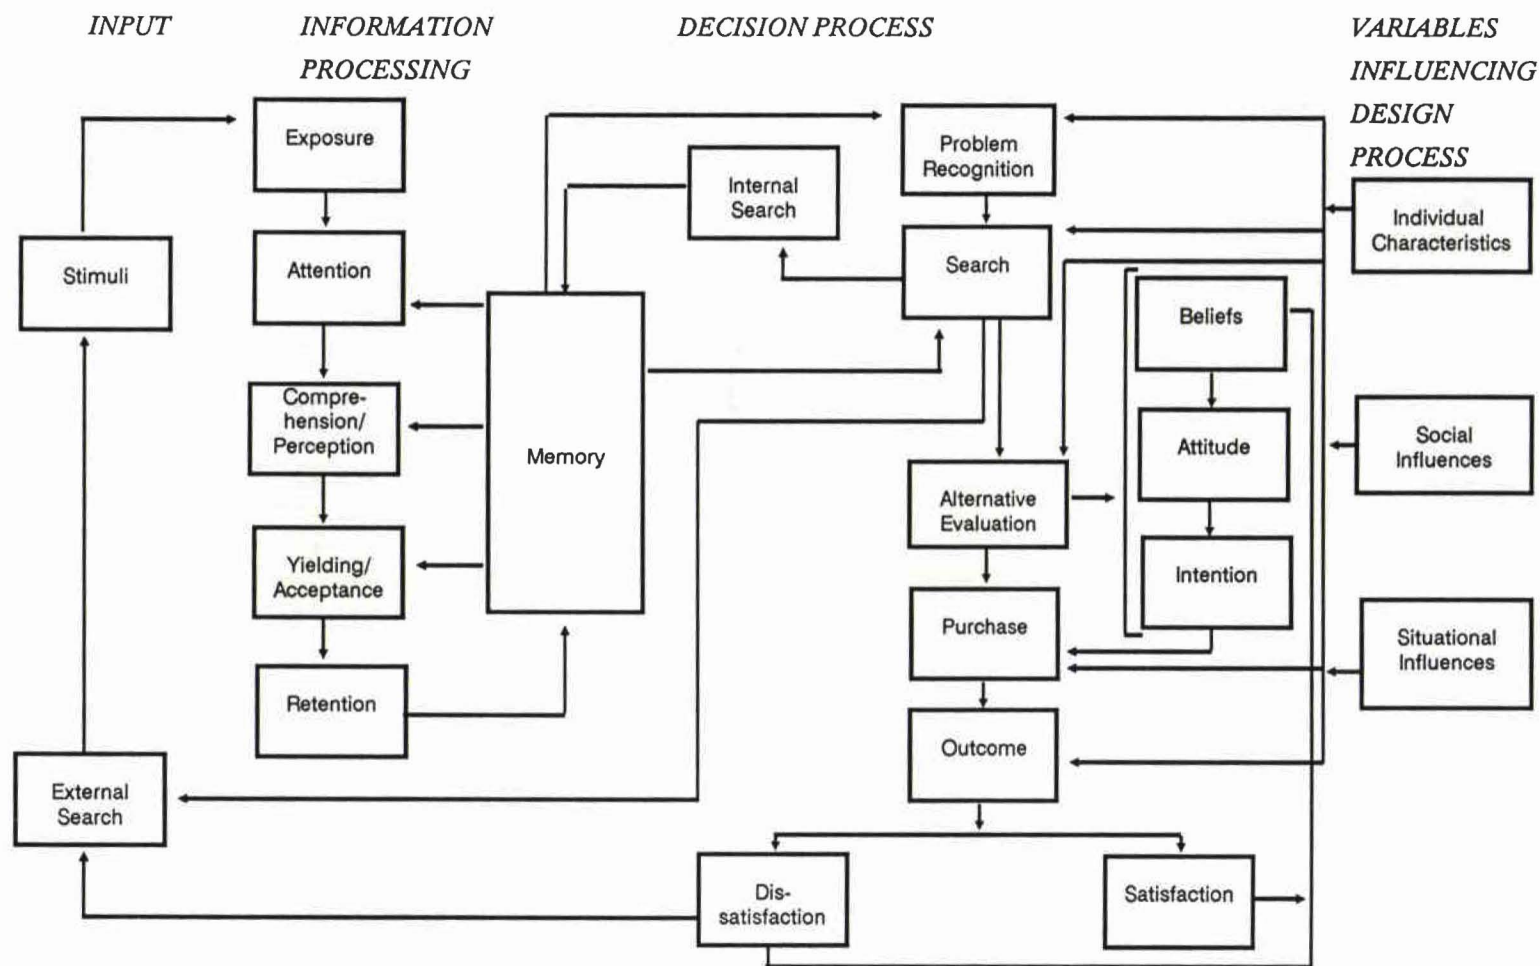 INPUT
INFORMATION
PROCESSING
DECISION PROCESS
VARIABLES
INFLUENCING
DESIGN
PROCESS
Exposure
Problem
Recognition
Internal
Search
Individual
Characteristics
Stimuli
Attention
Search
Beliefs
Compre-
hension/
Perception
Memory
Attitude
Social
Influences
Alternative
Evaluation
Yielding/
Acceptance
Intention
Purchase
Situational
Influences
Retention
Outcome
External
Search
Dis-
satisfaction
Satisfaction